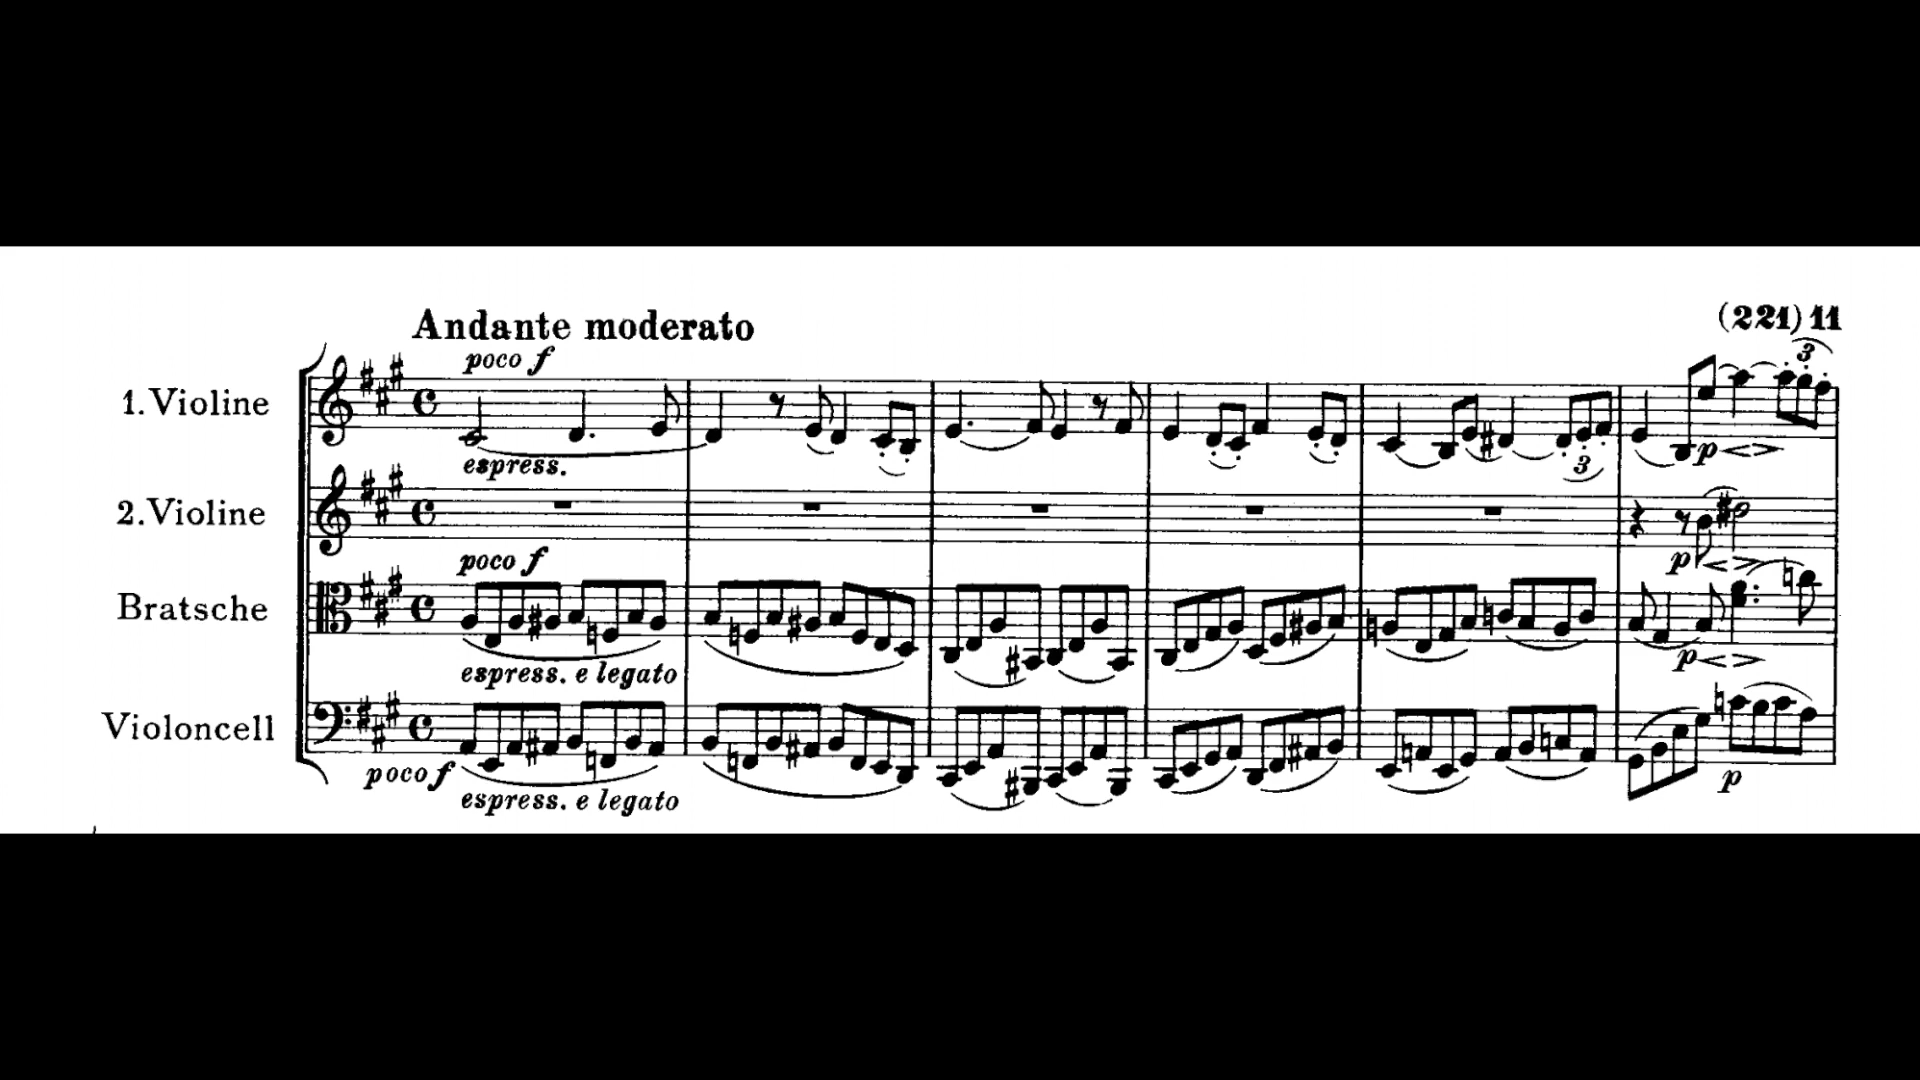 Andante moderato
(221) 11
poco f
3
1. Violine
espress.
p
3
2. Violine
p
poco f
Bratsche
espress. e legato
p
Violoncell
poco f
espress. e legato
p